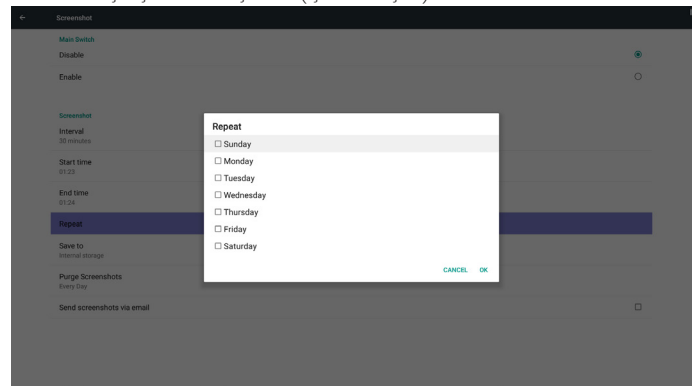 Screenshot
Main Switch
Disable
Enable
Screenshot
Interval
30 minutes
Start time
01:23
End time
01:24
Repeat
Save to
Internal storage
Purge Screenshots
Every Day
Send screenshots via email
Repeat
Sunday
Monday
Tuesday
Wednesday
Thursday
Friday
Saturday
CANCEL OK